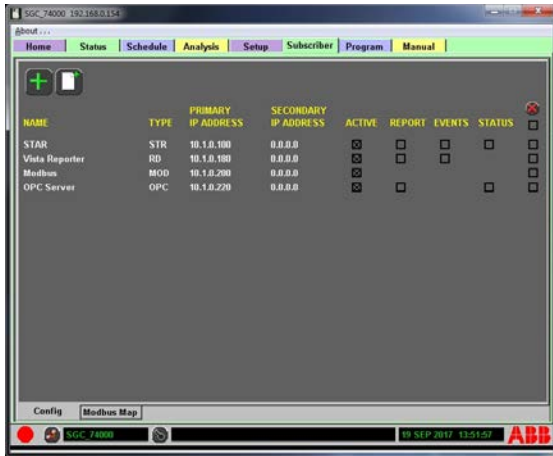 SGC_74000 192.168.0.154
About . . .
Home Status Schedule Analysis Setup Subscriber Program Manual
NAME TYPE PRIMARY IP ADDRESS SECONDARY IP ADDRESS ACTIVE REPORT EVENTS STATUS
STAR STR 10.1.0.100 0.0.0.0
Vista Reporter RD 10.1.0.180 0.0.0.0
Modbus MOD 10.1.0.200 0.0.0.0
OPC Server OPC 10.1.0.220 0.0.0.0
Config Modbus Map
SGC_74000 19 SEP 2017 13:51:57 ABB